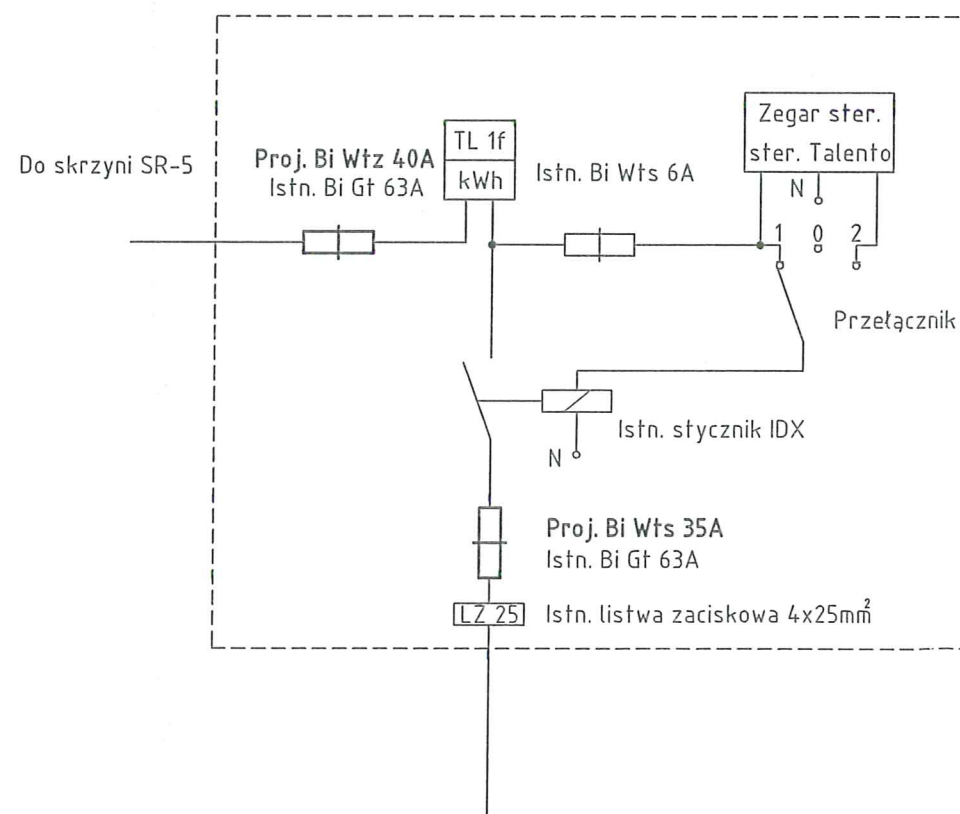 Do skrzyni SR-5
Proj. Bi Wtz 40A
Istn. Bi Gt 63A
TL 1f
kWh
Istn. Bi Wts 6A
Zegar ster.
ster. Talento
N
1 0 2
Przełącznik
Istn. stycznik IDX
N
Proj. Bi Wts 35A
Istn. Bi Gt 63A
LZ 25
Istn. listwa zaciskowa 4x25mm²